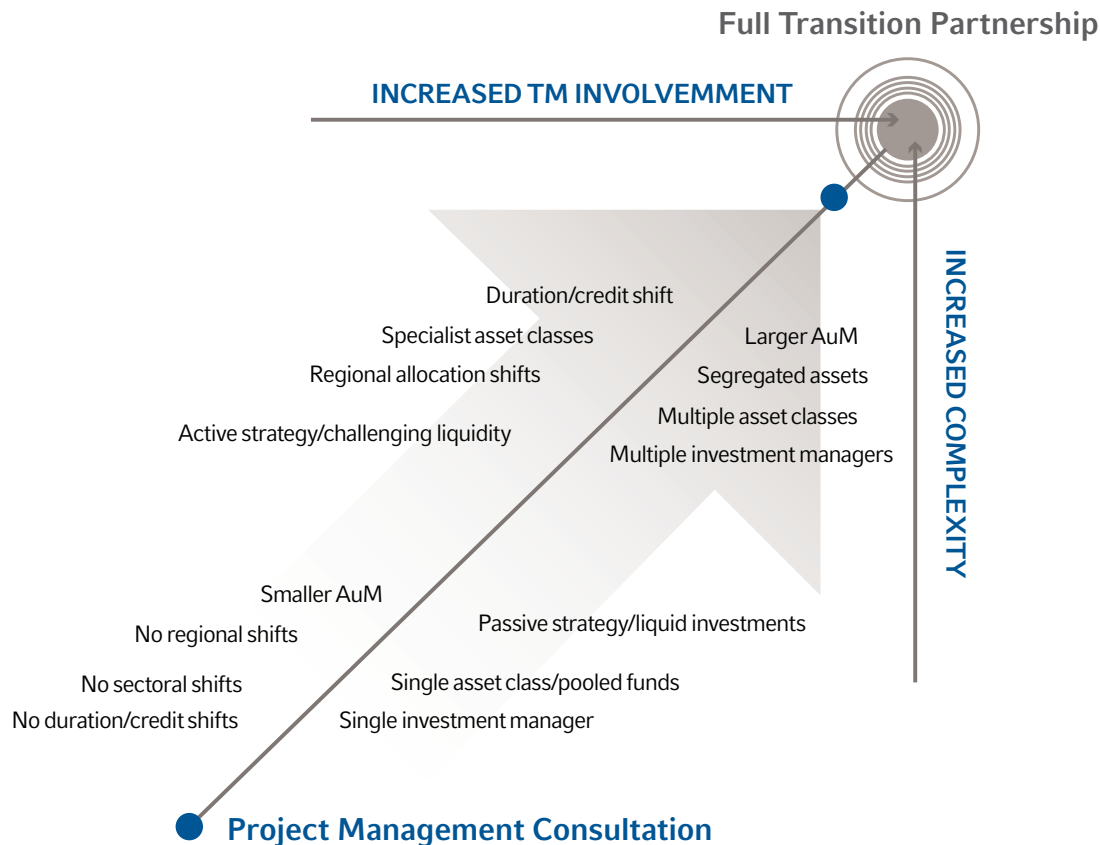 Full Transition Partnership
INCREASED TM INVOLVEMMENT
INCREASED COMPLEXITY
Duration/credit shift
Specialist asset classes
Regional allocation shifts
Active strategy/challenging liquidity
Larger AuM
Segregated assets
Multiple asset classes
Multiple investment managers
Smaller AuM
No regional shifts
No sectoral shifts
No duration/credit shifts
Passive strategy/liquid investments
Single asset class/pooled funds
Single investment manager
Project Management Consultation